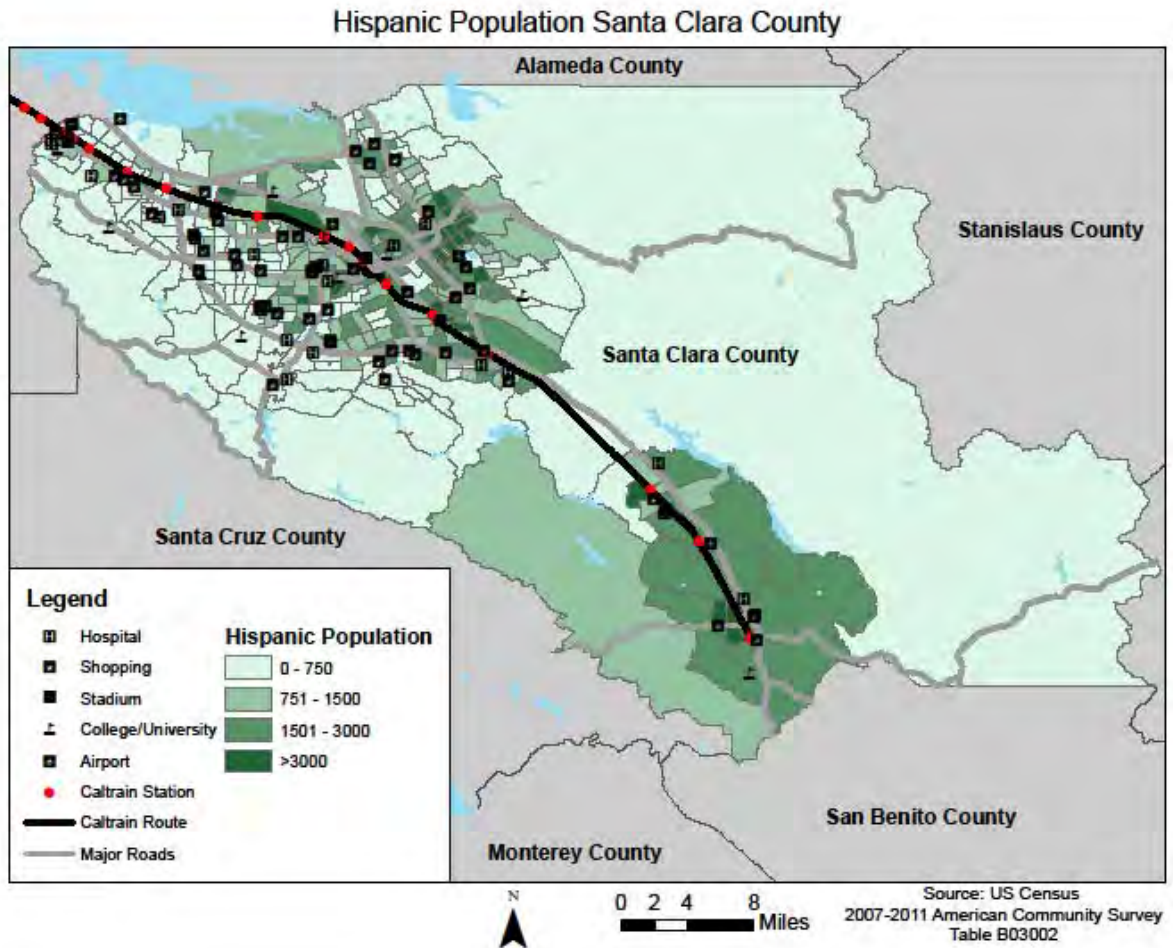 Hispanic Population Santa Clara County
Alameda County
Stanislaus County
Santa Clara County
Santa Cruz County
San Benito County
Monterey County
Legend
Hospital
Shopping
Stadium
College/University
Airport
Caltrain Station
Caltrain Route
Major Roads
Hispanic Population
0 - 750
751 - 1500
1501 - 3000
>3000
N
0 2 4 8
Miles
Source: US Census
2007-2011 American Community Survey
Table B03002